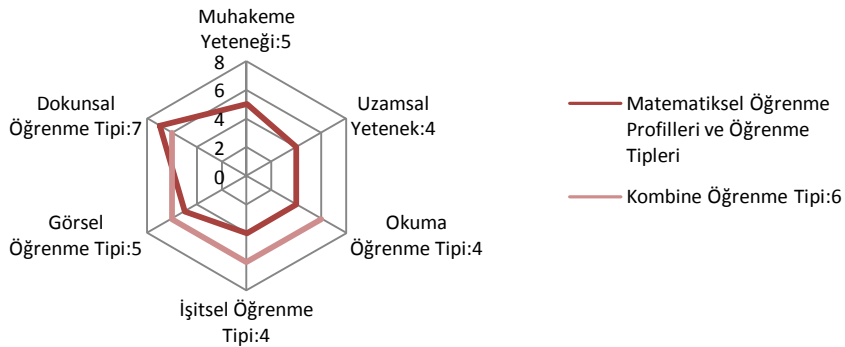 Muhakeme
Yeteneği:5
8
6
4
2
0
Uzamsal
Yetenek:4
Okuma
Öğrenme Tipi:4
İşitsel Öğrenme
Tipi:4
Görsel
Öğrenme Tipi:5
Dokunsal
Öğrenme Tipi:7
Matematiksel Öğrenme
Profilleri ve Öğrenme
Tipleri
Kombine Öğrenme Tipi:6